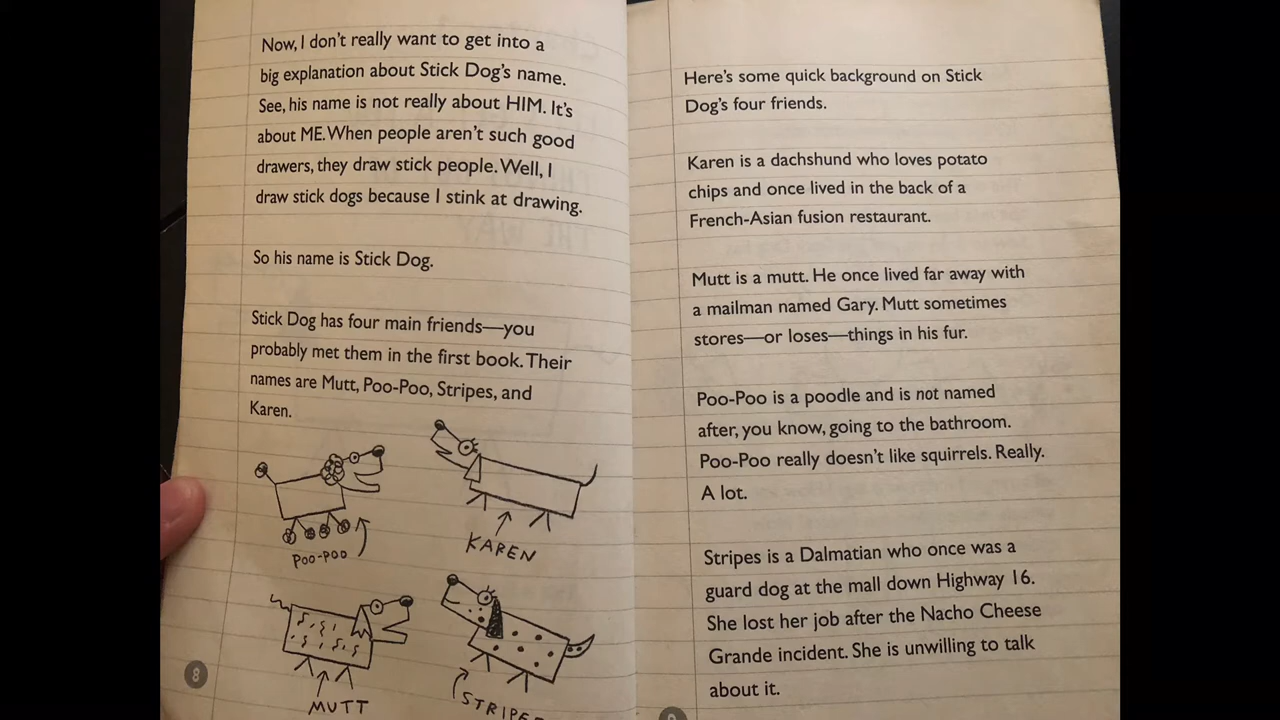 Now, I don't really want to get into a
big explanation about Stick Dog's name.
See, his name is not really about HIM. It's
about ME. When people aren't such good
drawers, they draw stick people. Well, I
draw stick dogs because I stink at drawing.
So his name is Stick Dog.
Stick Dog has four main friends—you
probably met them in the first book. Their
names are Mutt, Poo-Poo, Stripes, and
Karen.
POO-POO
KAREN
MUTT
8
Here's some quick background on Stick
Dog's four friends.
Karen is a dachshund who loves potato
chips and once lived in the back of a
French-Asian fusion restaurant.
Mutt is a mutt. He once lived far away with
a mailman named Gary. Mutt sometimes
stores—or loses—things in his fur.
Poo-Poo is a poodle and is not named
after, you know, going to the bathroom.
Poo-Poo really doesn't like squirrels. Really.
A lot.
Stripes is a Dalmatian who once was a
guard dog at the mall down Highway 16.
She lost her job after the Nacho Cheese
Grande incident. She is unwilling to talk
about it.